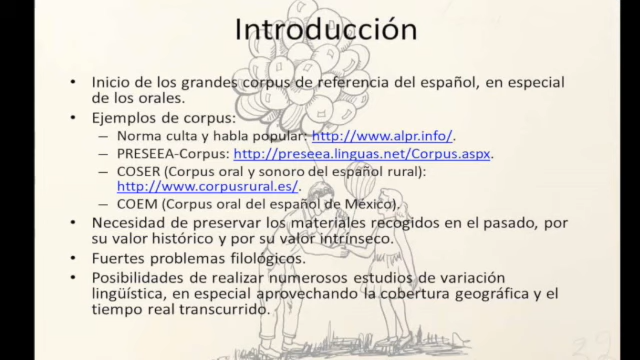 Introducción
• Inicio de los grandes corpus de referencia del español, en especial
de los orales.
• Ejemplos de corpus:
– Norma culta y habla popular: http://www.alpr.info/.
– PRESEEA-Corpus: http://preseea.linguas.net/Corpus.aspx.
– COSER (Corpus oral y sonoro del español rural):
http://www.corpusrural.es/.
– COEM (Corpus oral del español de México).
• Necesidad de preservar los materiales recogidos en el pasado, por
su valor histórico y por su valor intrínseco.
• Fuertes problemas filológicos.
• Posibilidades de realizar numerosos estudios de variación
lingüística, en especial aprovechando la cobertura geográfica y el
tiempo real transcurrido.